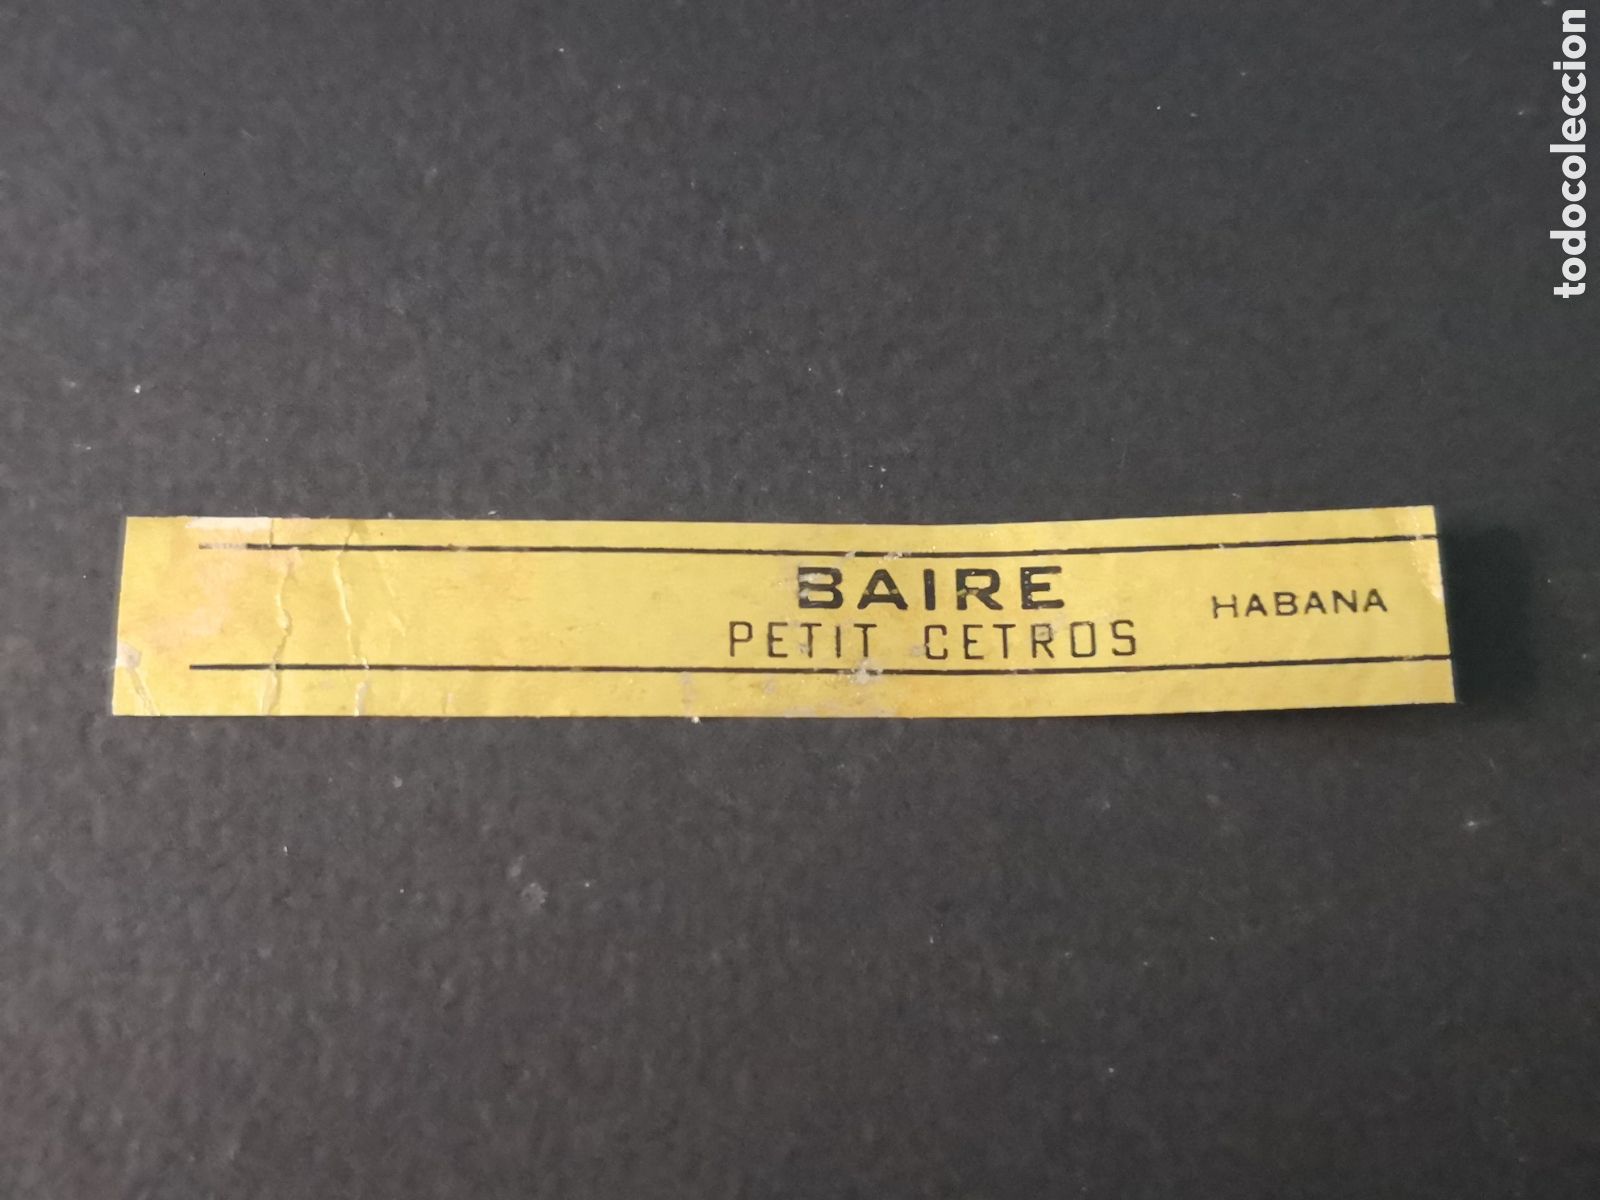 BAIRE
PETIT CETROS
HABANA
todocoleccion